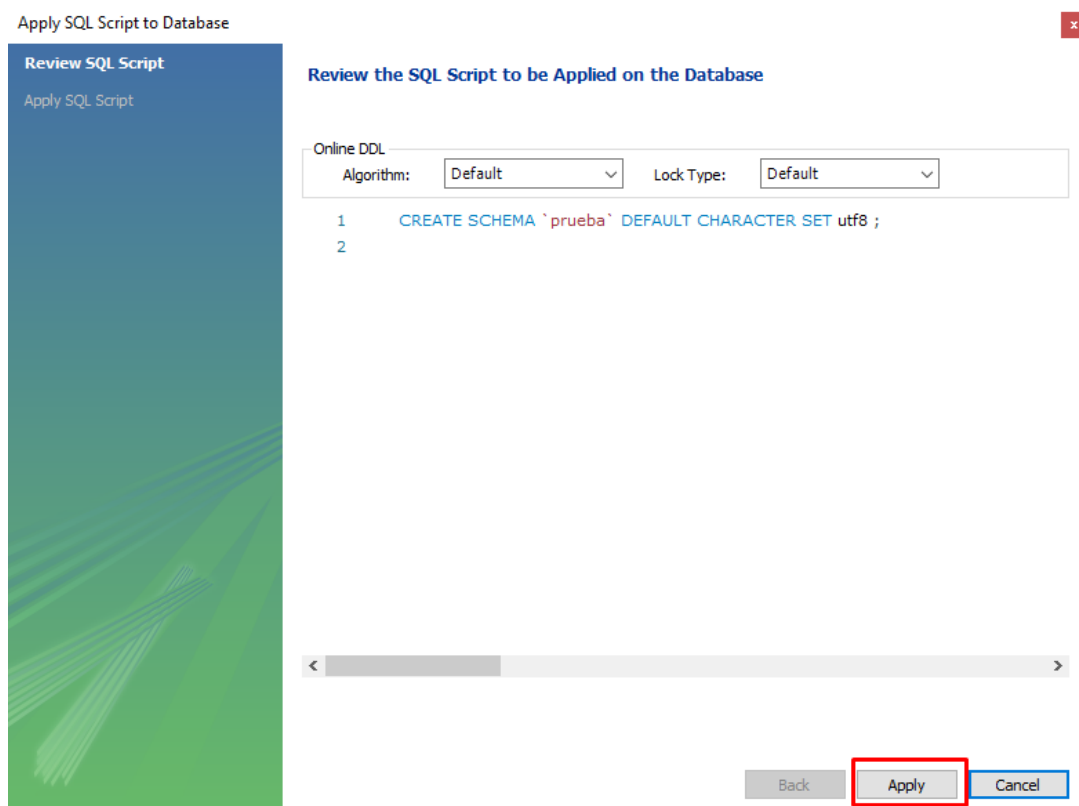 Apply SQL Script to Database
x
Review SQL Script
Apply SQL Script
Review the SQL Script to be Applied on the Database
Online DDL
Algorithm: Default Lock Type: Default
1 CREATE SCHEMA `prueba` DEFAULT CHARACTER SET utf8 ;
2
Back Apply Cancel